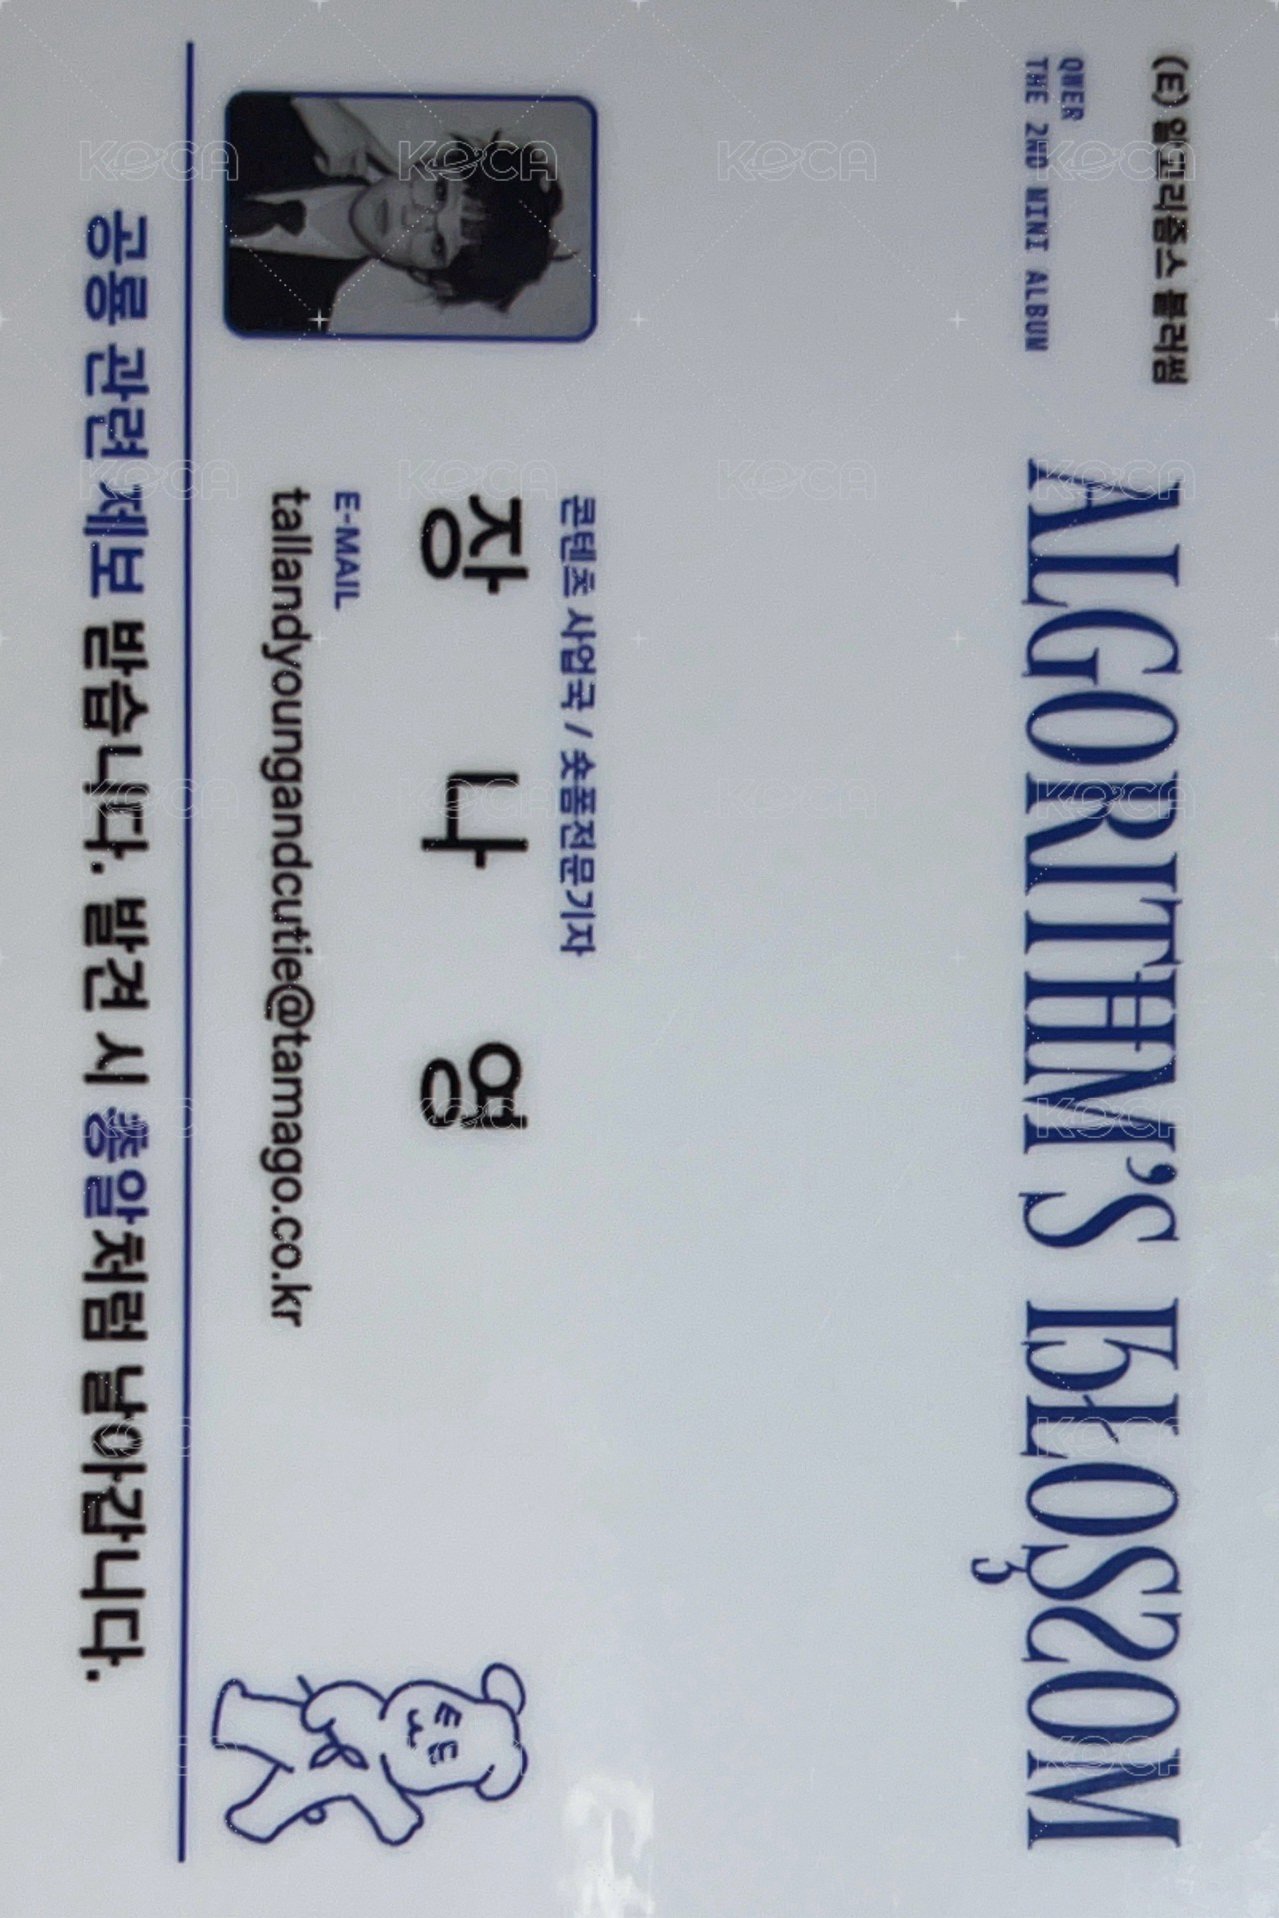 (E) 알고리즘스 블러썸
QWER
THE 2ND MINI ALBUM
ALGORITHM'S BLOSSOM
콘텐츠 사업국 / 숏폼전문기자
장 나 영
E-MAIL
tallandyoungandcutie@tamago.co.kr
공룡 관련 제보 받습니다. 발견 시 총알처럼 날아갑니다.
KOCA